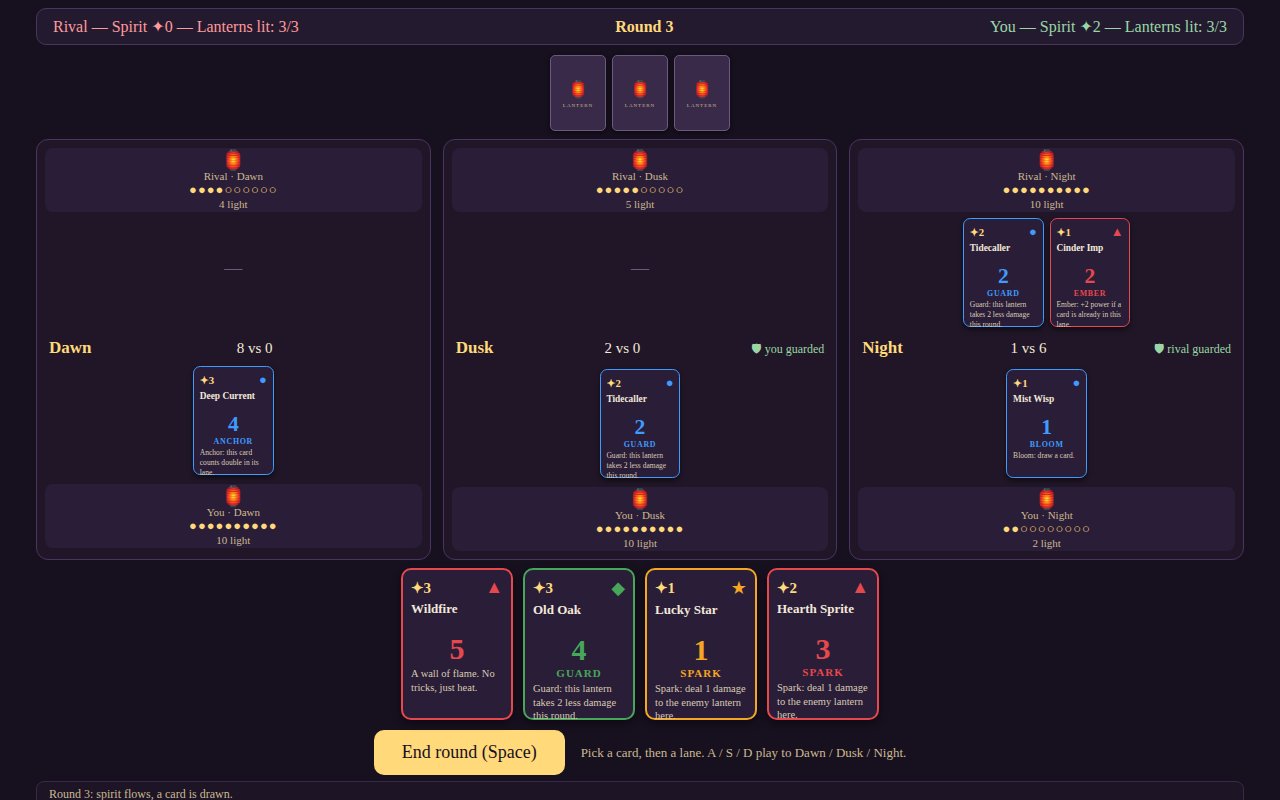 Rival — Spirit ✦0 — Lanterns lit: 3/3
Round 3
You — Spirit ✦2 — Lanterns lit: 3/3
LANTERN
LANTERN
LANTERN
Rival · Dawn
4 light
Rival · Dusk
5 light
Rival · Night
10 light
✦2
Tidecaller
2
GUARD
Guard: this lantern
takes 2 less damage
this round.
✦1
Cinder Imp
2
EMBER
Ember: +2 power if a
card is already in this
lane.
Dawn
8 vs 0
Dusk
2 vs 0
you guarded
Night
1 vs 6
rival guarded
✦3
Deep Current
4
ANCHOR
Anchor: this card
counts double in its
lane.
✦2
Tidecaller
2
GUARD
Guard: this lantern
takes 2 less damage
this round.
✦1
Mist Wisp
1
BLOOM
Bloom: draw a card.
You · Dawn
10 light
You · Dusk
10 light
You · Night
2 light
✦3
Wildfire
5
A wall of flame. No
tricks, just heat.
✦3
Old Oak
4
GUARD
Guard: this lantern
takes 2 less damage
this round.
✦1
Lucky Star
1
SPARK
Spark: deal 1 damage
to the enemy lantern
here.
✦2
Hearth Sprite
3
SPARK
Spark: deal 1 damage
to the enemy lantern
here.
End round (Space)
Pick a card, then a lane. A / S / D play to Dawn / Dusk / Night.
Round 3: spirit flows, a card is drawn.